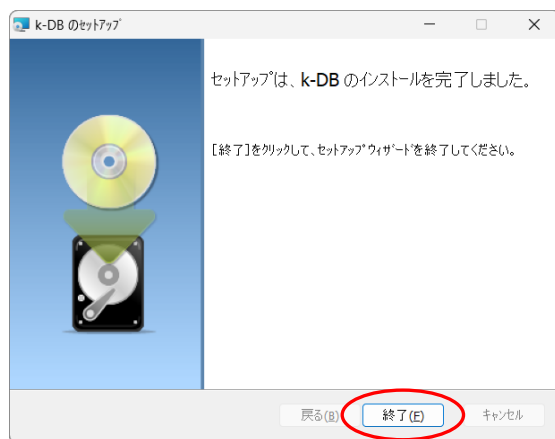 k-DB のｾｯﾄｱｯﾌﾟ
ｾｯﾄｱｯﾌﾟは、k-DB のｲﾝｽﾄｰﾙを完了しました。
[終了]をｸﾘｯｸして、ｾｯﾄｱｯﾌﾟｳｨｻﾞｰﾄﾞを終了してください。
戻る(B)
終了(F)
ｷｬﾝｾﾙ